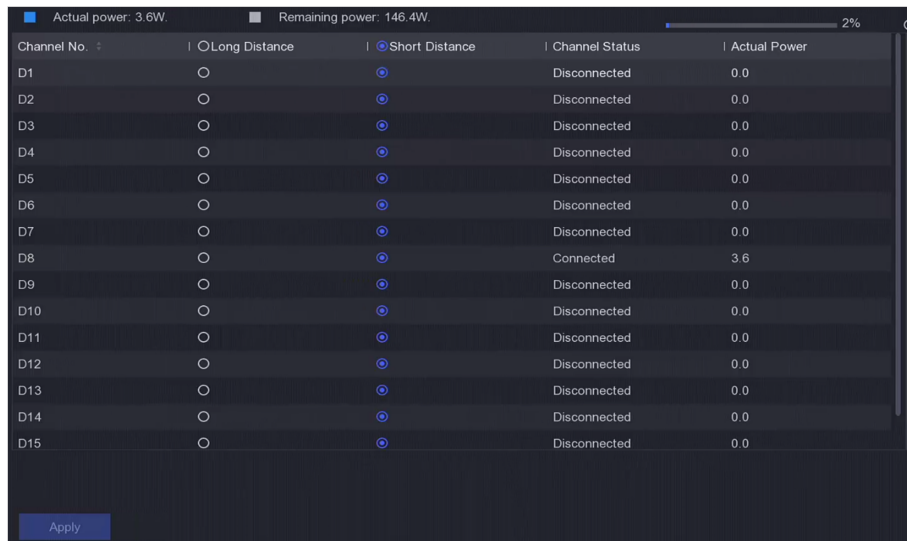 Actual power: 3.6W. Remaining power: 146.4W. 2%
Channel No. Long Distance Short Distance Channel Status Actual Power
D1 Disconnected 0.0
D2 Disconnected 0.0
D3 Disconnected 0.0
D4 Disconnected 0.0
D5 Disconnected 0.0
D6 Disconnected 0.0
D7 Disconnected 0.0
D8 Connected 3.6
D9 Disconnected 0.0
D10 Disconnected 0.0
D11 Disconnected 0.0
D12 Disconnected 0.0
D13 Disconnected 0.0
D14 Disconnected 0.0
D15 Disconnected 0.0
Apply